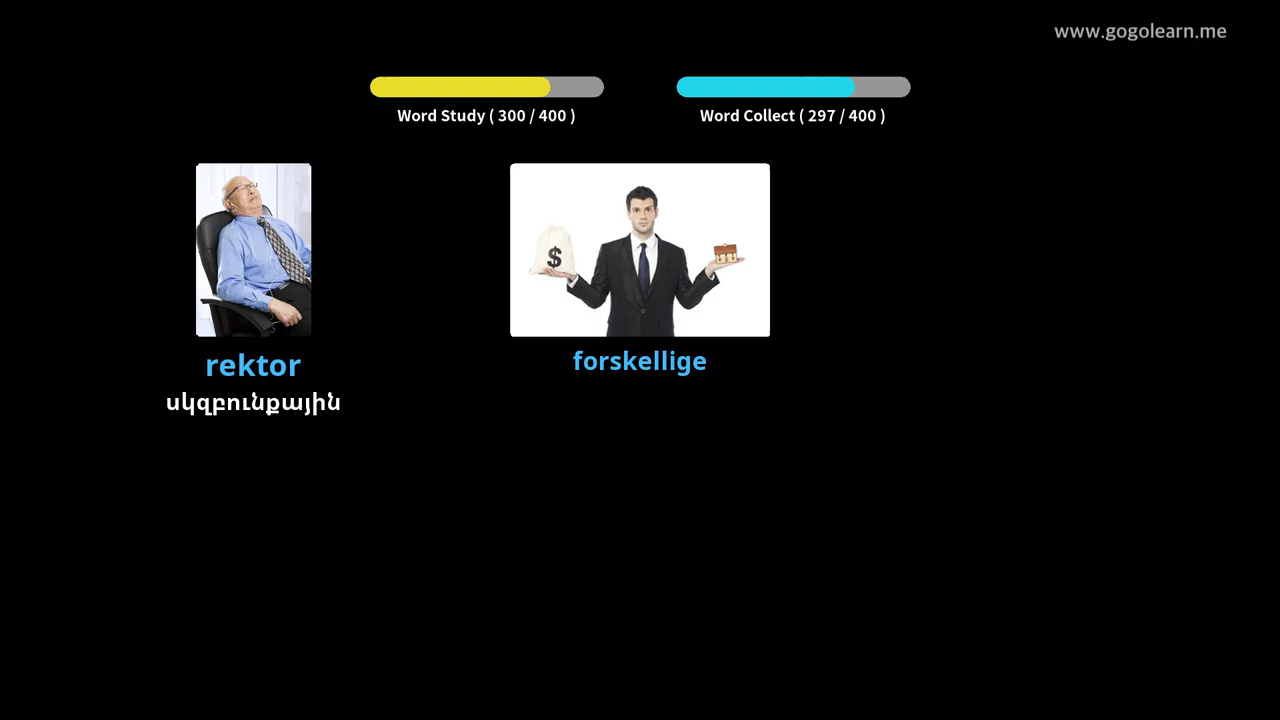 www.gogolearn.me
Word Study ( 300 / 400 )
Word Collect ( 297 / 400 )
$
rektor
forskellige
սկզբունքային